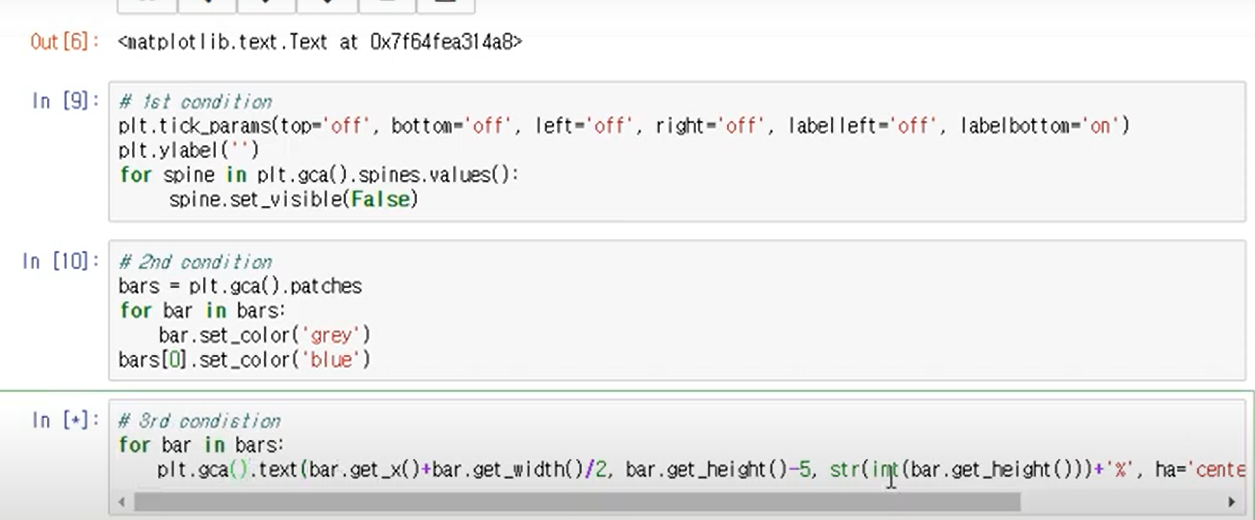 Out[6]: <matplotlib.text.Text at 0x7f64fea314a8>
In [9]: # 1st condition
plt.tick_params(top='off', bottom='off', left='off', right='off', labelleft='off', labelbottom='on')
plt.ylabel('')
for spine in plt.gca().spines.values():
    spine.set_visible(False)
In [10]: # 2nd condition
bars = plt.gca().patches
for bar in bars:
    bar.set_color('grey')
bars[0].set_color('blue')
In [*]: # 3rd condistion
for bar in bars:
    plt.gca().text(bar.get_x()+bar.get_width()/2, bar.get_height()-5, str(int(bar.get_height()))+'%', ha='cente